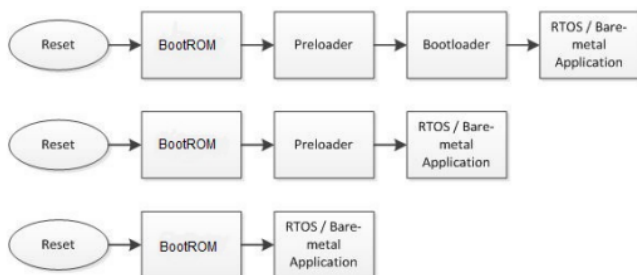 Reset
BootROM
Preloader
Bootloader
RTOS / Bare-
metal
Application
Reset
BootROM
Preloader
RTOS / Bare-
metal
Application
Reset
BootROM
RTOS / Bare-
metal
Application